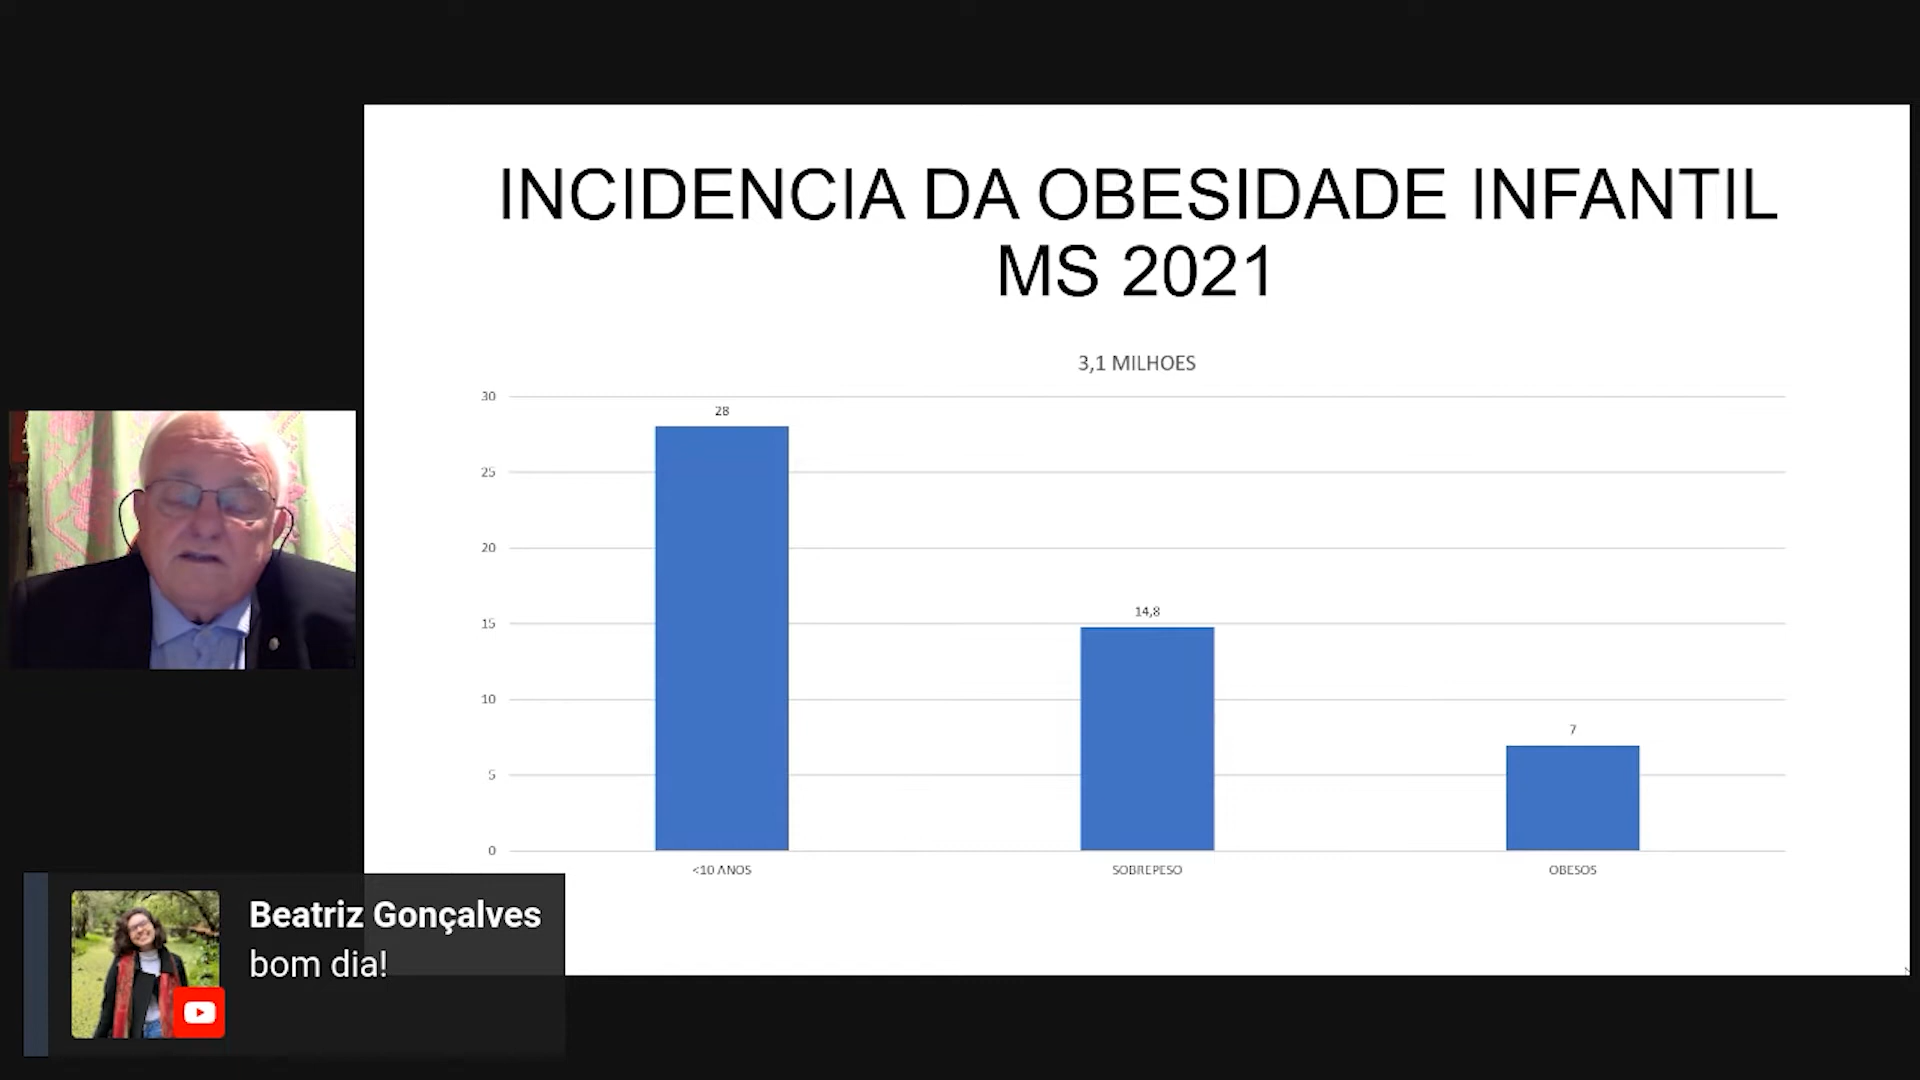 INCIDENCIA DA OBESIDADE INFANTIL
MS 2021
3,1 MILHOES
30
25
20
15
10
5
0
28
14,8
7
<10 ANOS
SOBREPESO
OBESOS
Beatriz Gonçalves
bom dia!